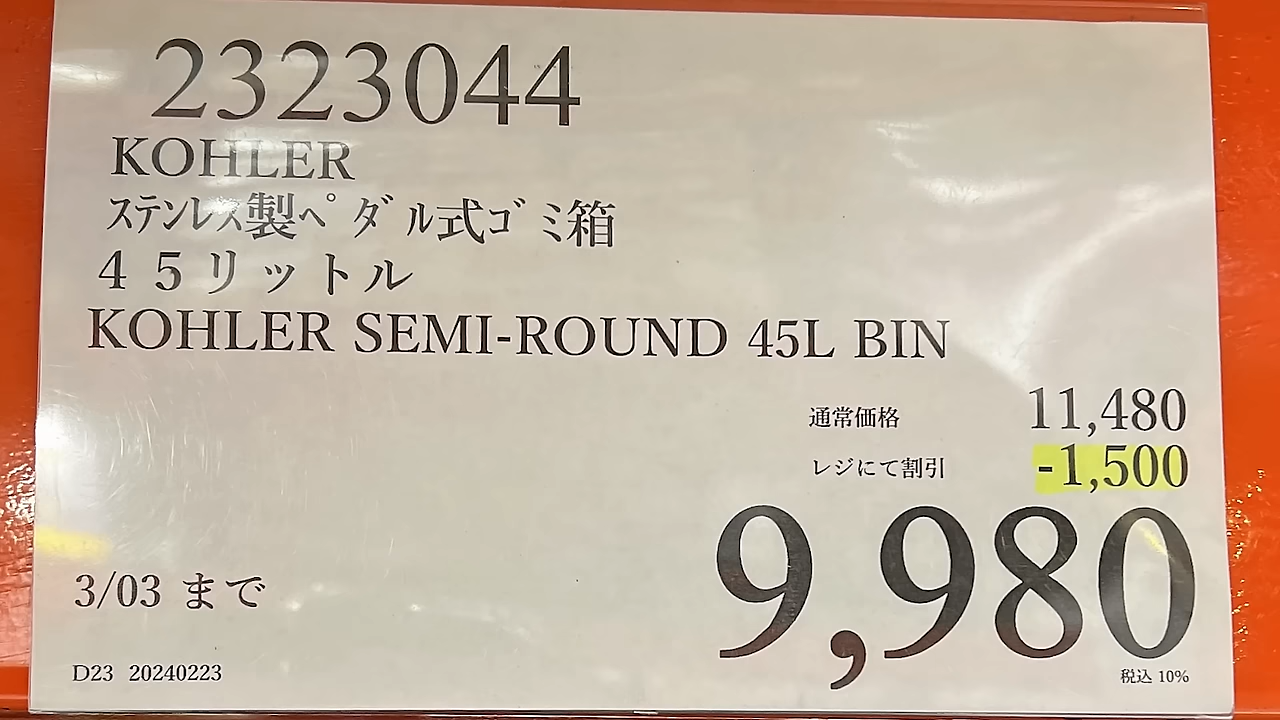 2323044
KOHLER
ステンレス製ペダル式ゴミ箱
45リットル
KOHLER SEMI-ROUND 45L BIN
通常価格 11,480
レジにて割引 -1,500
9,980
3/03 まで
税込 10%
D23 20240223